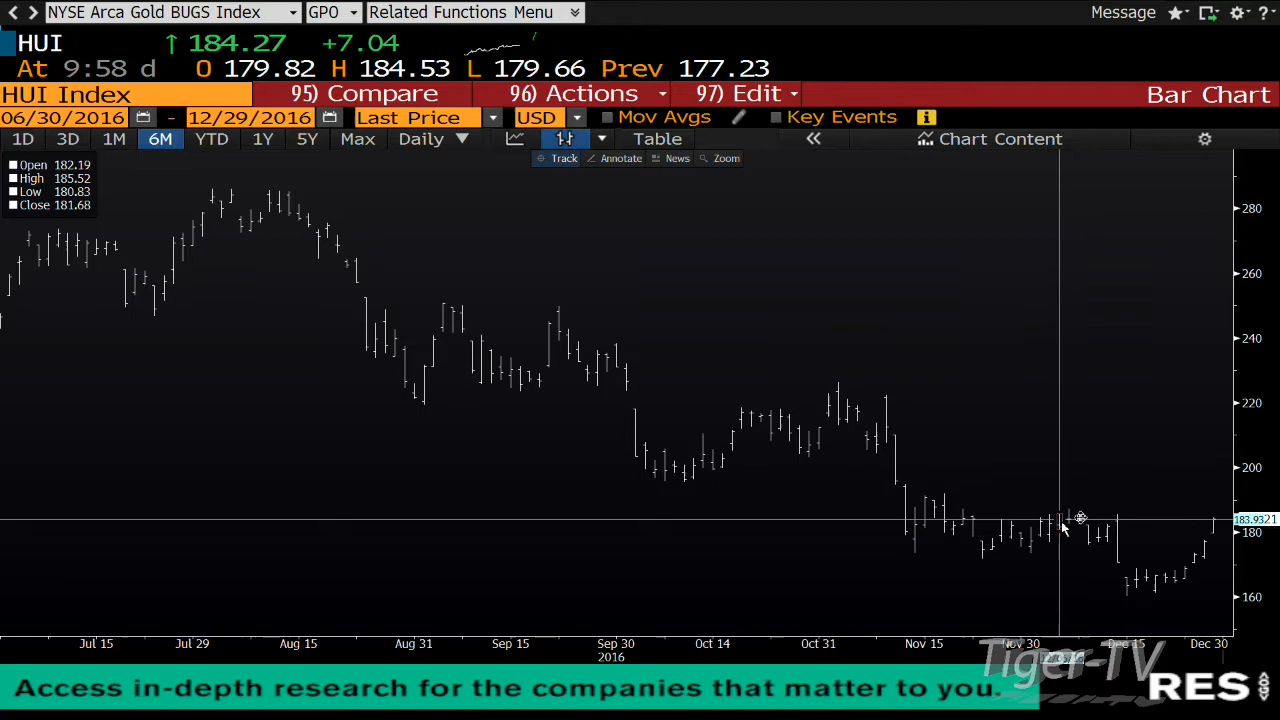 NYSE Arca Gold BUGS Index GPO Related Functions Menu Message ?
HUI ↑ 184.27 +7.04
At 9:58 d O 179.82 H 184.53 L 179.66 Prev 177.23
HUI Index 95) Compare 96) Actions 97) Edit Bar Chart
06/30/2016 - 12/29/2016 Last Price USD Mov Avgs Key Events
1D 3D 1M 6M YTD 1Y 5Y Max Daily Table Chart Content
Track Annotate News Zoom
Open 182.19
High 185.52
Low 180.83
Close 181.68
280
260
240
220
200
183.9321
180
160
Jul 15 Jul 29 Aug 15 Aug 31 Sep 15 Sep 30 Oct 14 Oct 31 Nov 15 Nov 30 Dec 15 Dec 30
2016
Tiger-TV
Access in-depth research for the companies that matter to you. RES